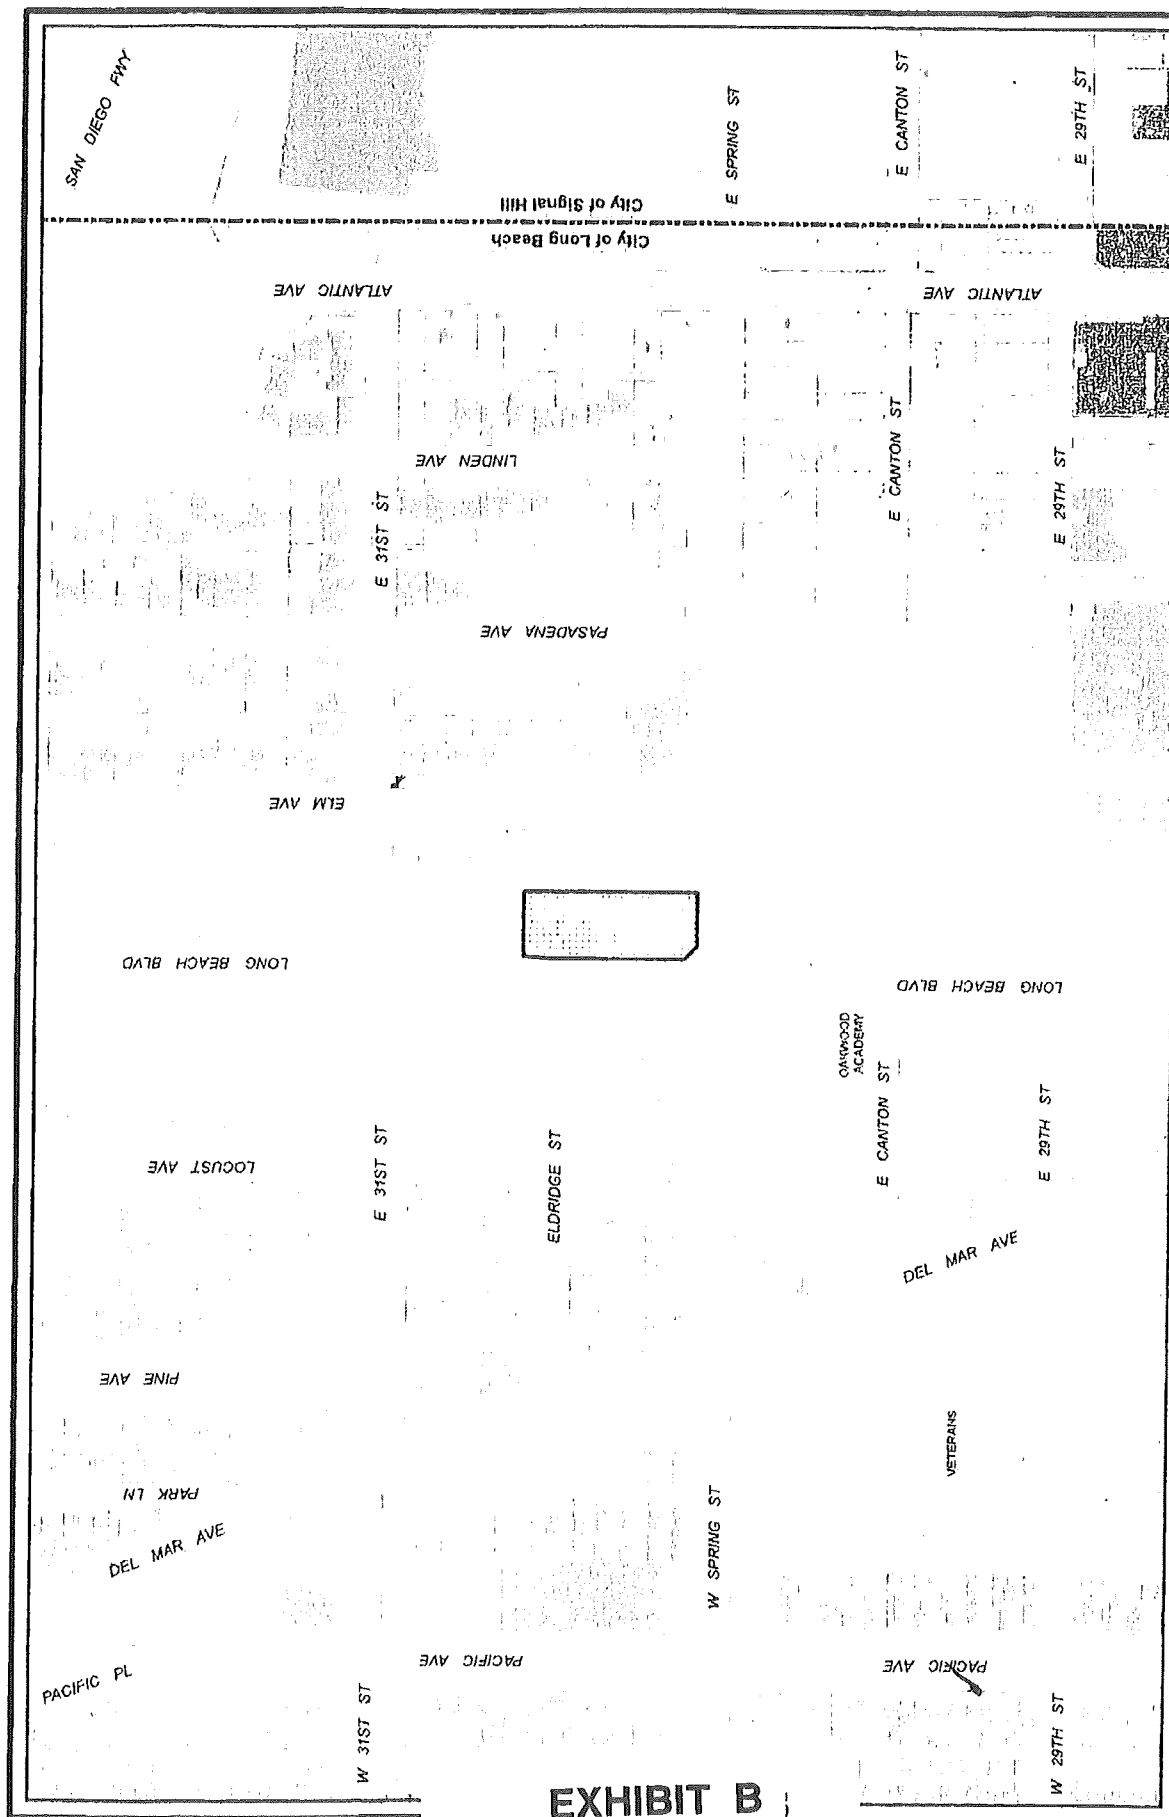 SAN DIEGO FWY
E SPRING ST
E CANTON ST
E 29TH ST
City of Signal Hill
City of Long Beach
ATLANTIC AVE
ATLANTIC AVE
E CANTON ST
LINDEN AVE
E 31ST ST
E 29TH ST
PASADENA AVE
ELM AVE
LONG BEACH BLVD
LONG BEACH BLVD
OAKWOOD
ACADEMY
E CANTON ST
E 29TH ST
LOCUST AVE
E 31ST ST
ELDRIDGE ST
DEL MAR AVE
PINE AVE
VETERANS
PARK LN
DEL MAR AVE
W SPRING ST
PACIFIC AVE
PACIFIC AVE
PACIFIC PL
W 31ST ST
W 29TH ST
EXHIBIT B